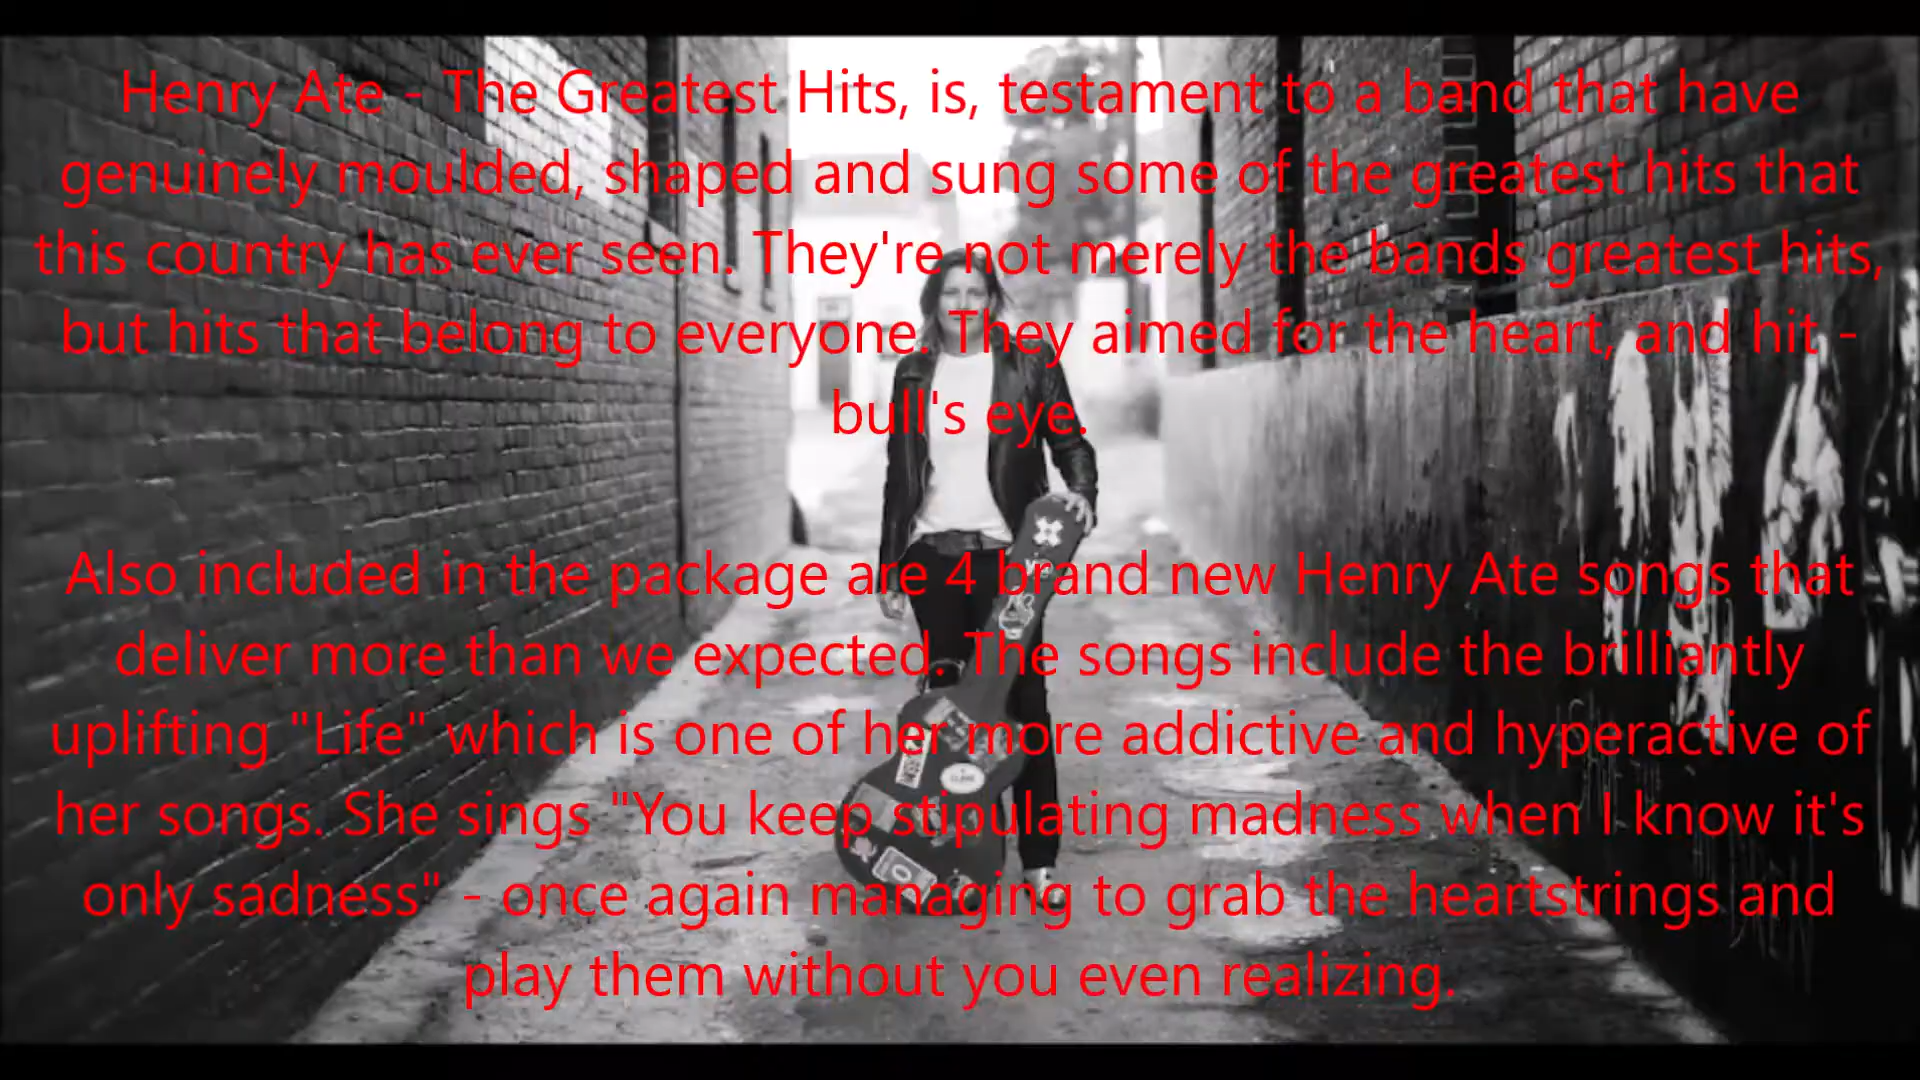 Henry Ate - The Greatest Hits, is, testament to a band that have
genuinely moulded, shaped and sung some of the greatest hits that
this country has ever seen. They're not merely the bands greatest hits,
but hits that belong to everyone. They aimed for the heart, and hit -
bull's eye.
Also included in the package are 4 brand new Henry Ate songs that
deliver more than we expected. The songs include the brilliantly
uplifting "Life" which is one of her more addictive and hyperactive of
her songs. She sings "You keep stipulating madness when I know it's
only sadness" - once again managing to grab the heartstrings and
play them without you even realizing.